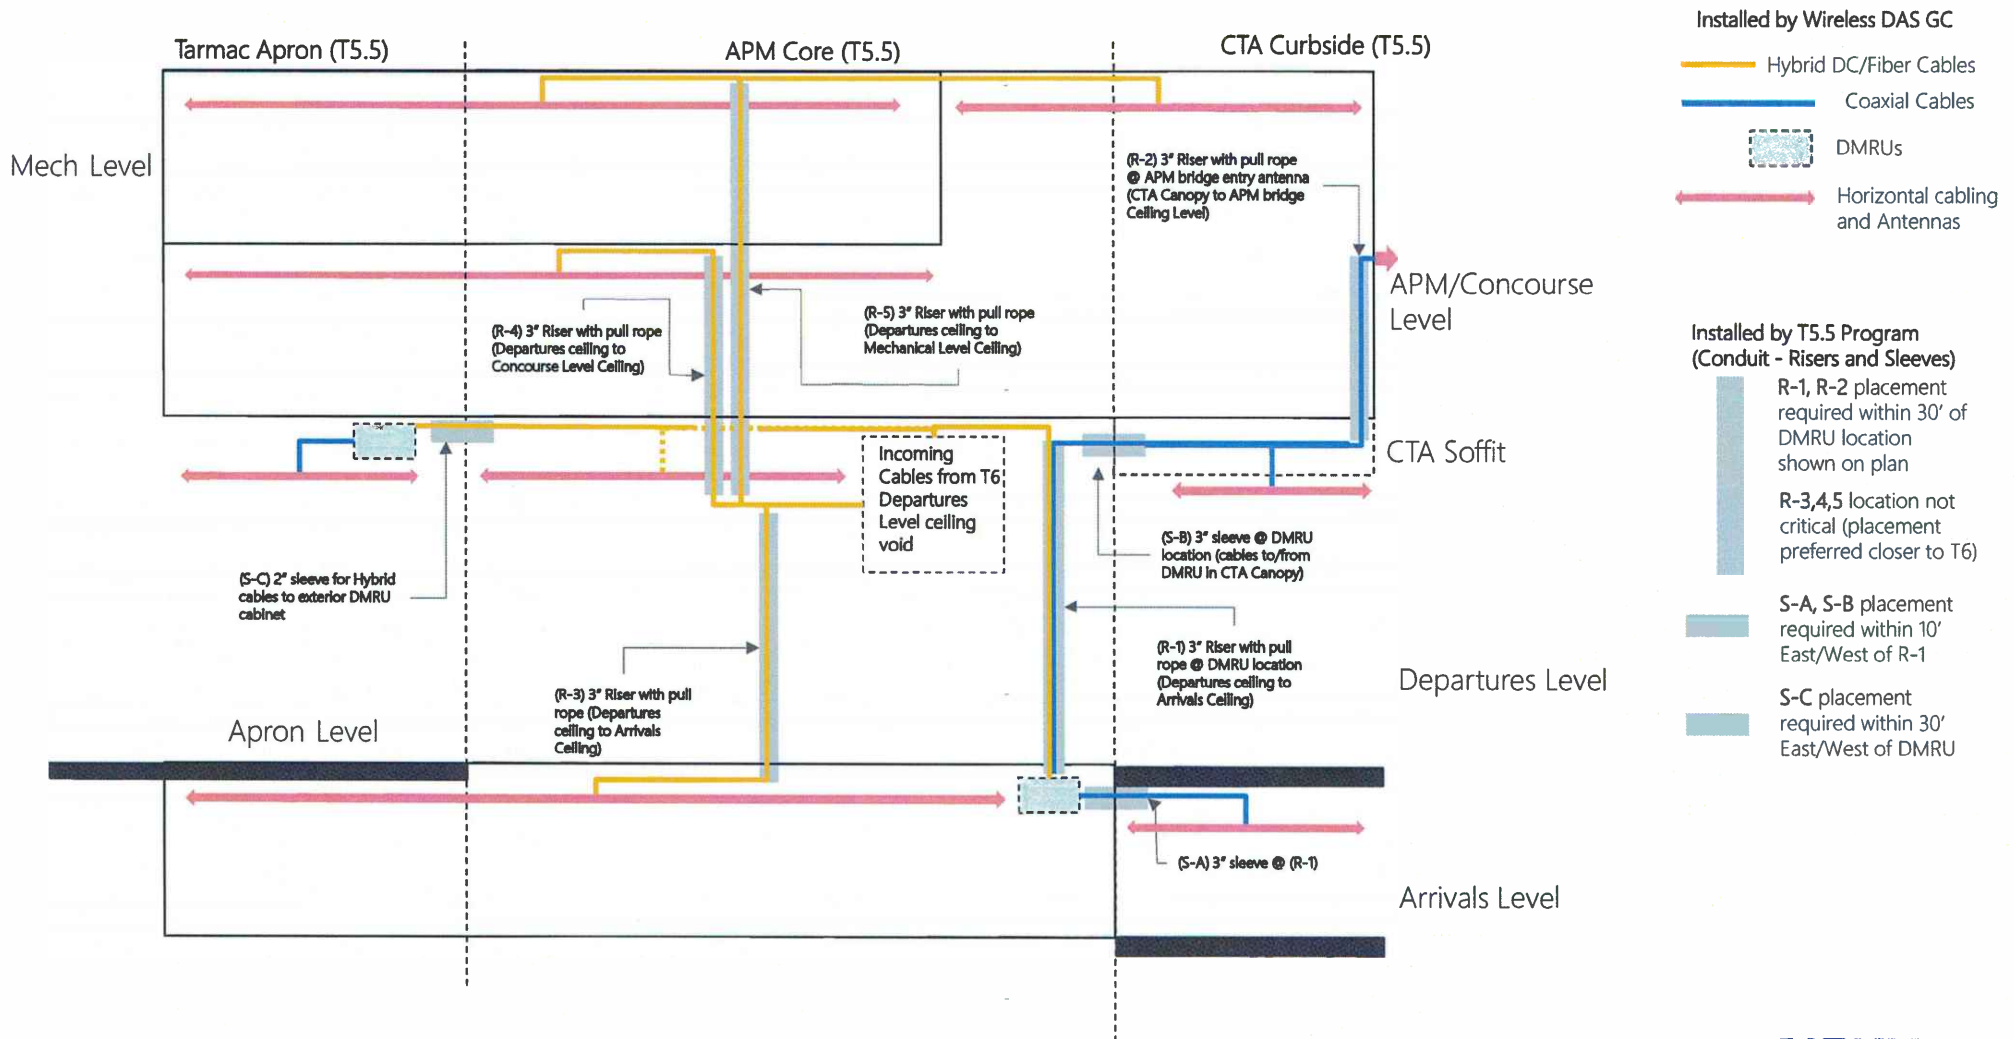 Tarmac Apron (T5.5)
APM Core (T5.5)
CTA Curbside (T5.5)
Installed by Wireless DAS GC
Hybrid DC/Fiber Cables
Coaxial Cables
DMRUs
Horizontal cabling
and Antennas
Mech Level
(R-2) 3" Riser with pull rope
@ APM bridge entry antenna
(CTA Canopy to APM bridge
Ceiling Level)
APM/Concourse
Level
(R-4) 3" Riser with pull rope
(Departures ceiling to
Concourse Level Ceiling)
(R-5) 3" Riser with pull rope
(Departures ceiling to
Mechanical Level Ceiling)
Installed by T5.5 Program
(Conduit - Risers and Sleeves)
R-1, R-2 placement
required within 30' of
DMRU location
shown on plan
R-3,4,5 location not
critical (placement
preferred closer to T6)
S-A, S-B placement
required within 10'
East/West of R-1
S-C placement
required within 30'
East/West of DMRU
CTA Soffit
Incoming
Cables from T6
Departures
Level ceiling
void
(S-B) 3" sleeve @ DMRU
location (cables to/from
DMRU in CTA Canopy)
(S-C) 2" sleeve for Hybrid
cables to exterior DMRU
cabinet
(R-1) 3" Riser with pull
rope @ DMRU location
(Departures ceiling to
Arrivals Ceiling)
Departures Level
(R-3) 3" Riser with pull
rope (Departures
ceiling to Arrivals
Ceiling)
Apron Level
(S-A) 3" sleeve @ (R-1)
Arrivals Level